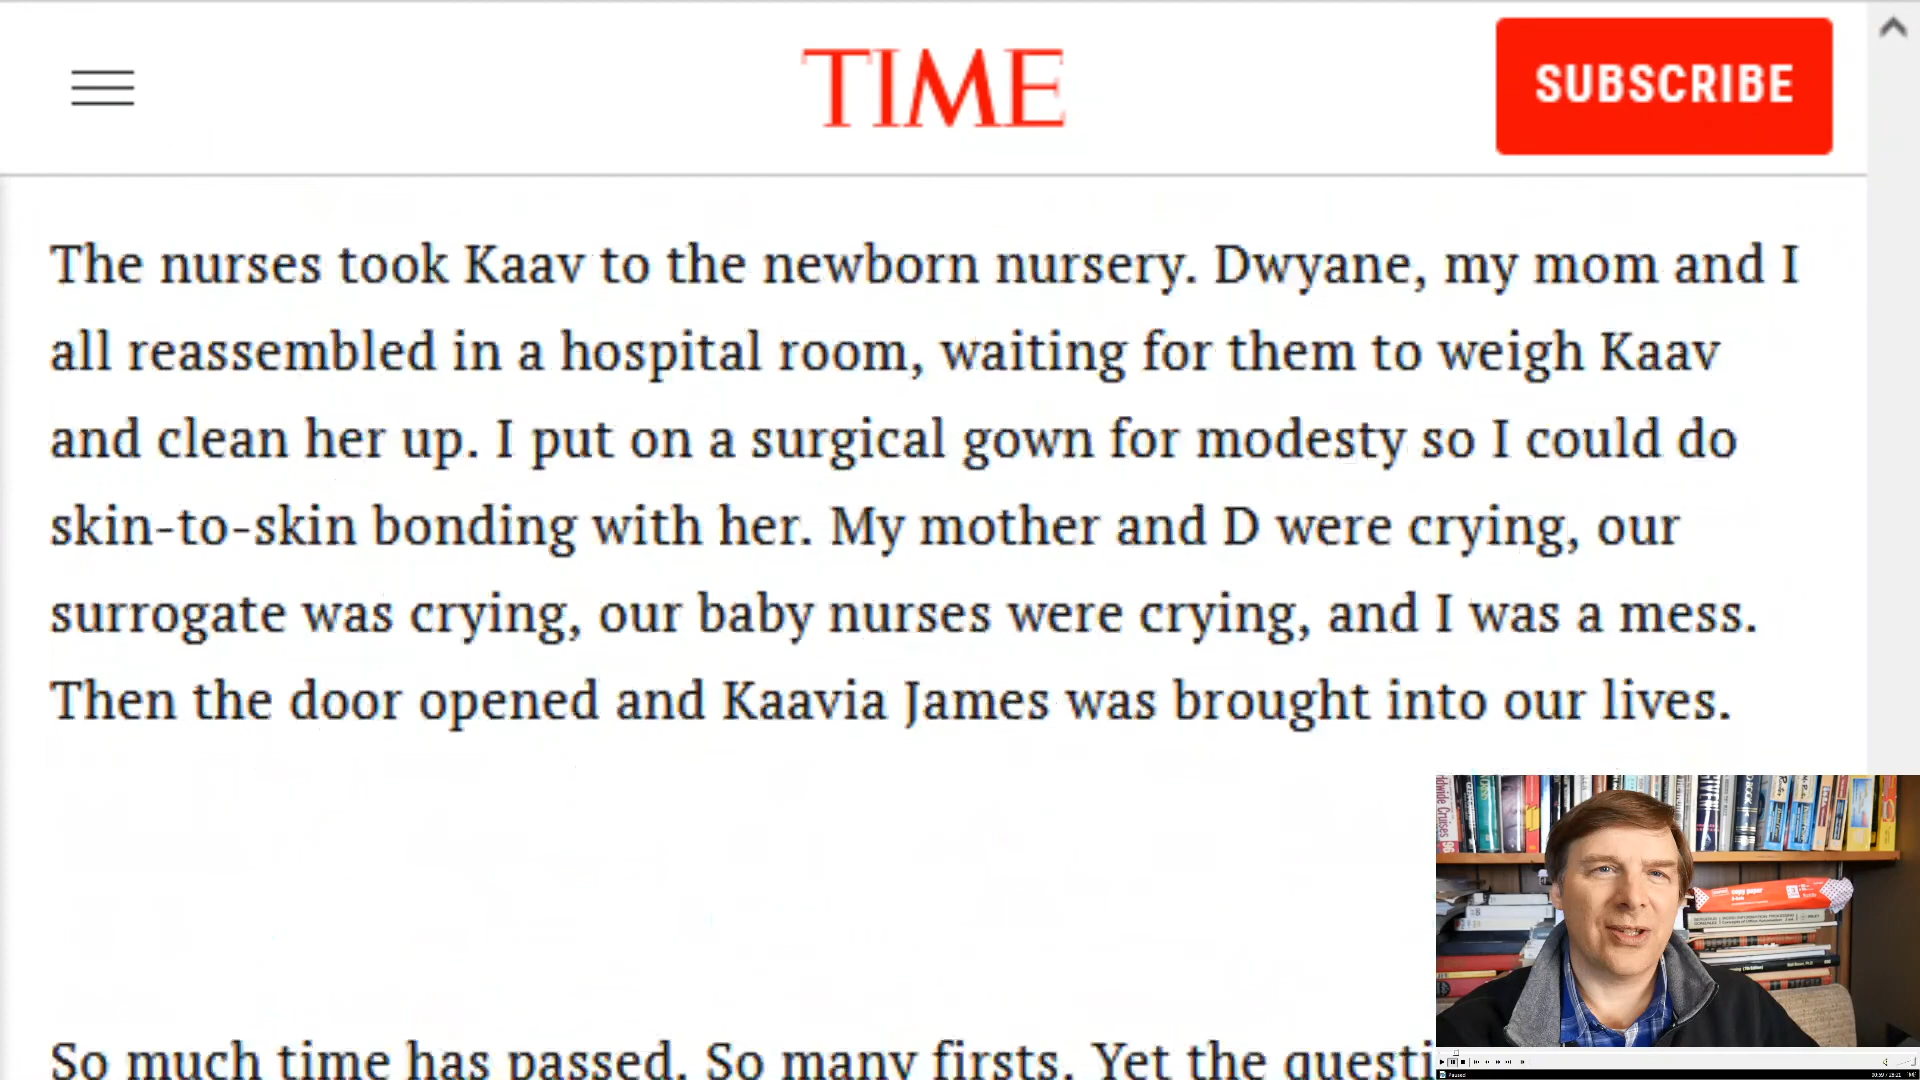 TIME
SUBSCRIBE
The nurses took Kaav to the newborn nursery. Dwyane, my mom and I
all reassembled in a hospital room, waiting for them to weigh Kaav
and clean her up. I put on a surgical gown for modesty so I could do
skin-to-skin bonding with her. My mother and D were crying, our
surrogate was crying, our baby nurses were crying, and I was a mess.
Then the door opened and Kaavia James was brought into our lives.
So much time has passed. So many firsts. Yet the questi
copy paper
Paused